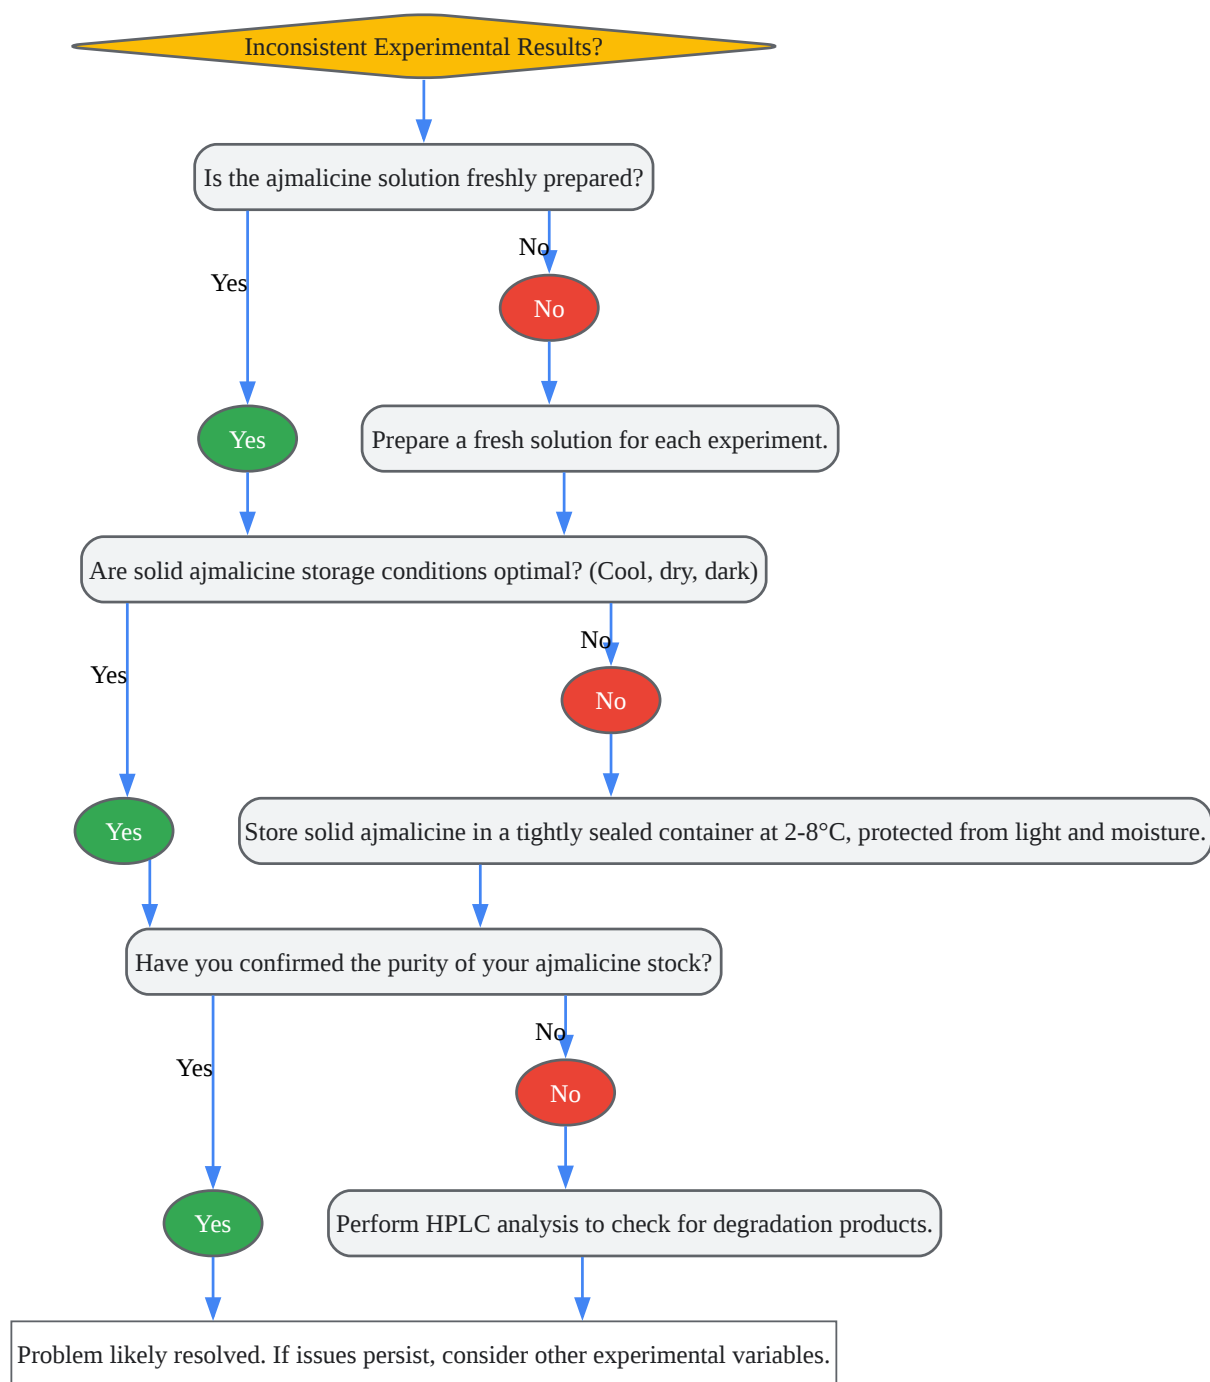 Inconsistent Experimental Results?
Is the ajmalicine solution freshly prepared?
No
Yes
No
Yes
Prepare a fresh solution for each experiment.
Are solid ajmalicine storage conditions optimal? (Cool, dry, dark)
No
Yes
No
Yes
Store solid ajmalicine in a tightly sealed container at 2-8°C, protected from light and moisture.
Have you confirmed the purity of your ajmalicine stock?
No
Yes
No
Yes
Perform HPLC analysis to check for degradation products.
Problem likely resolved. If issues persist, consider other experimental variables.